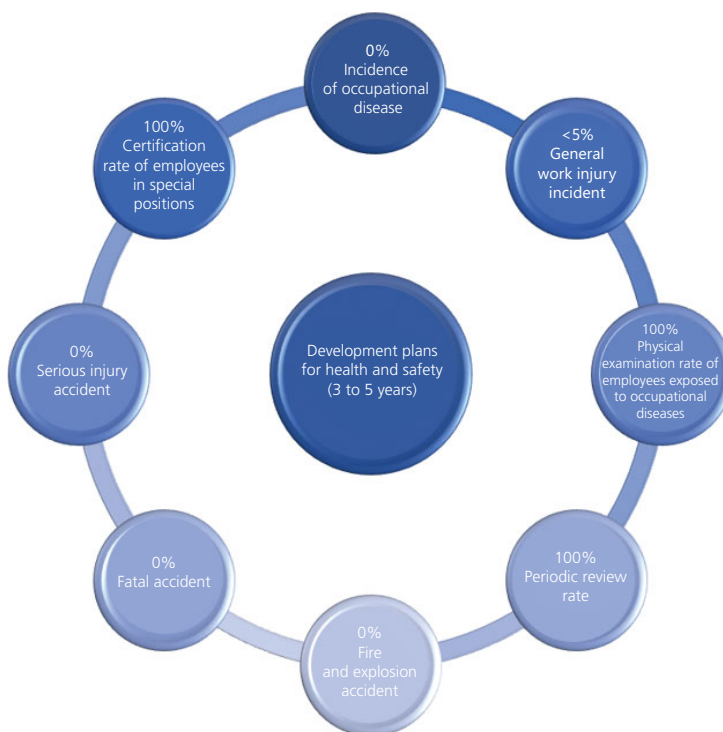 0%
Incidence
of occupational
disease
<5%
General
work injury
incident
100%
Physical
examination rate of
employees exposed
to occupational
diseases
100%
Periodic review
rate
0%
Fire
and explosion
accident
0%
Fatal accident
0%
Serious injury
accident
100%
Certification
rate of employees
in special
positions
Development plans
for health and safety
(3 to 5 years)